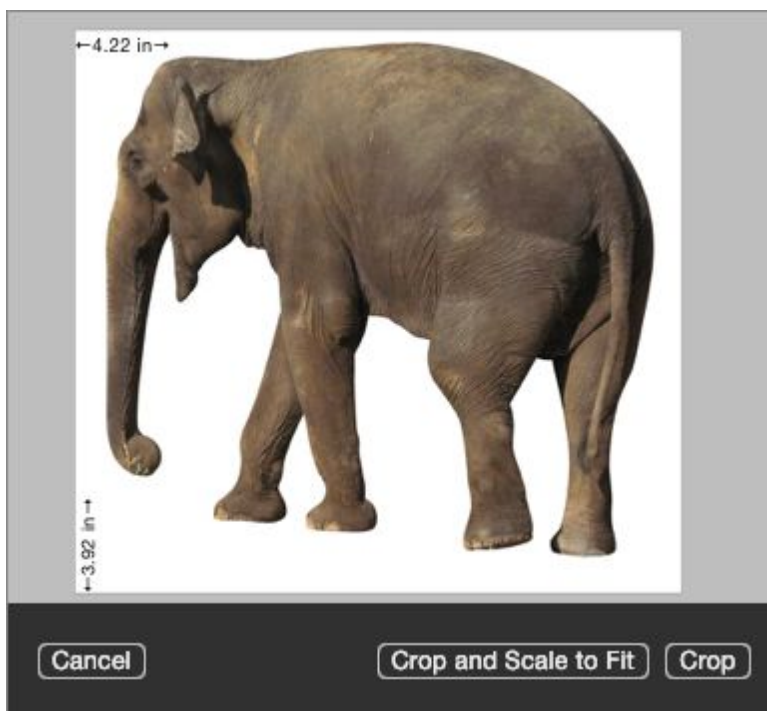 ←4.22 in→
←3.92 in→
Cancel
Crop and Scale to Fit
Crop